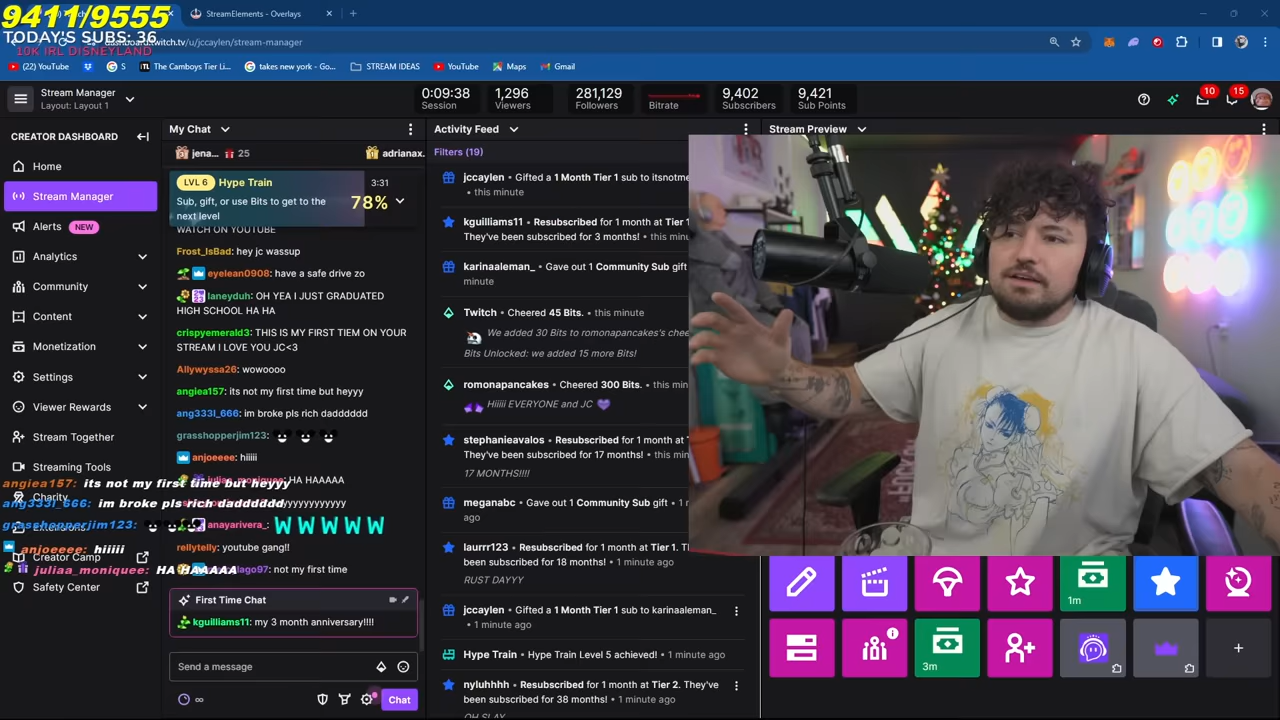 9411/9555
TODAY'S SUBS: 36
10K IRL DISNEYLAND
StreamElements - Overlays
dashboard.twitch.tv/u/jccaylen/stream-manager
(22) YouTube
G S
The Camboys Tier Li...
takes new york - Go...
STREAM IDEAS
YouTube
Maps
Gmail
Stream Manager
Layout: Layout 1
0:09:38
Session
1,296
Viewers
281,129
Followers
Bitrate
9,402
Subscribers
9,421
Sub Points
10
15
CREATOR DASHBOARD
Home
Stream Manager
Alerts NEW
Analytics
Community
Content
Monetization
Settings
Viewer Rewards
Stream Together
Streaming Tools
Charity
Creator Camp
Safety Center
My Chat
jena... 25
adrianax.
LVL 6 Hype Train
3:31
Sub, gift, or use Bits to get to the
next level
78%
WATCH ON YOUTUBE
Frost_IsBad: hey jc wassup
eyelean0908: have a safe drive zo
laneyduh: OH YEA I JUST GRADUATED
HIGH SCHOOL HA HA
crispyemerald3: THIS IS MY FIRST TIEM ON YOUR
STREAM I LOVE YOU JC<3
Allywyssa26: wowoooo
angiea157: its not my first time but heyyy
ang333l_666: im broke pls rich dadddddd
grasshopperjim123:
anjoeeee: hiiiii
juliaa_moniquee: HA HAAAAA
anayarivera_: W W W W W
rellytelly: youtube gang!!
not my first time
First Time Chat
kguilliams11: my 3 month anniversary!!!!
Send a message
Chat
angiea157: its not my first time but heyyy
ang333l_666: im broke pls rich dadddddd
grasshopperjim123:
anjoeeee: hiiiii
juliaa_moniquee: HA HAAAAA
Activity Feed
Filters (19)
jccaylen • Gifted a 1 Month Tier 1 sub to itsnotme
• this minute
kguilliams11 • Resubscribed for 1 month at Tier 1
They've been subscribed for 3 months! • this minute
karinaaleman_ • Gave out 1 Community Sub gift •
minute
Twitch • Cheered 45 Bits. • this minute
We added 30 Bits to romonapancakes's chee
Bits Unlocked: we added 15 more Bits!
romonapancakes • Cheered 300 Bits. • this min
Hiiiii EVERYONE and JC
stephanieavalos • Resubscribed for 1 month at
They've been subscribed for 17 months! • this min
17 MONTHS!!!!
meganabc • Gave out 1 Community Sub gift • 1
ago
laurrr123 • Resubscribed for 1 month at Tier 1. Th
been subscribed for 18 months! • 1 minute ago
RUST DAYYY
jccaylen • Gifted a 1 Month Tier 1 sub to karinaaleman_
• 1 minute ago
Hype Train • Hype Train Level 5 achieved! • 1 minute ago
nyluhhhh • Resubscribed for 1 month at Tier 2. They've
been subscribed for 38 months! • 1 minute ago
OH SLAY
Stream Preview
1m
3m